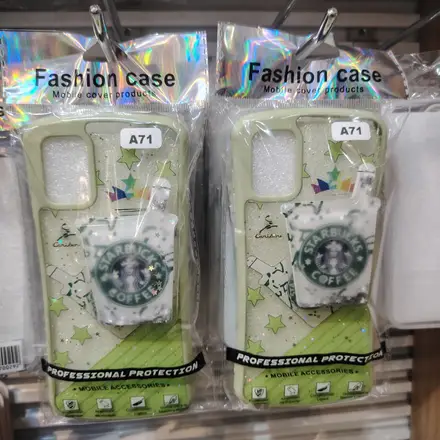 Fashion case
Mobile cover products
A71
STARBUCKS
COFFEE
PROFESSIONAL PROTECTION
MOBILE ACCESSORIES
Fashion case
Mobile cover products
A71
STARBUCKS
COFFEE
PROFESSIONAL PROTECTION
MOBILE ACCESSORIES